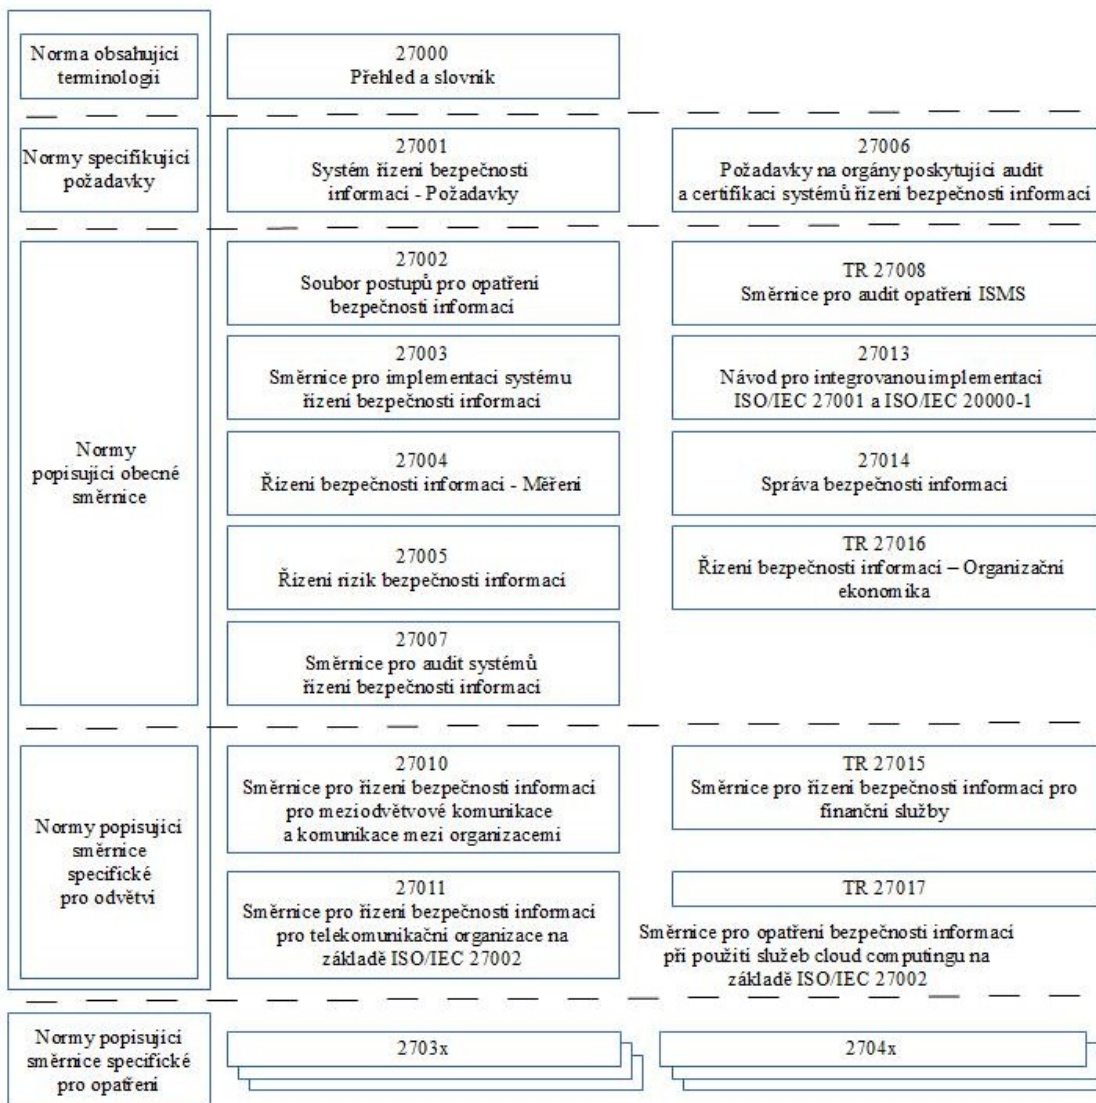 Norma obsahující
terminologii
27000
Přehled a slovník
Normy specifikující
požadavky
27001
Systém řízení bezpečnosti
informací - Požadavky
27006
Požadavky na orgány poskytující audit
a certifikaci systémů řízení bezpečnosti informací
Normy
popisující obecné
směrnice
27002
Soubor postupů pro opatření
bezpečnosti informací
TR 27008
Směrnice pro audit opatření ISMS
27003
Směrnice pro implementaci systému
řízení bezpečnosti informací
27013
Návod pro integrovanou implementaci
ISO/IEC 27001 a ISO/IEC 20000-1
27004
Řízení bezpečnosti informací - Měření
27014
Správa bezpečnosti informací
27005
Řízení rizik bezpečnosti informací
TR 27016
Řízení bezpečnosti informací – Organizační
ekonomika
27007
Směrnice pro audit systémů
řízení bezpečnosti informací
Normy popisující
směrnice
specifické
pro odvětví
27010
Směrnice pro řízení bezpečnosti informací
pro meziodvětvové komunikace
a komunikace mezi organizacemi
TR 27015
Směrnice pro řízení bezpečnosti informací pro
finanční služby
27011
Směrnice pro řízení bezpečnosti informací
pro telekomunikační organizace na
základě ISO/IEC 27002
TR 27017
Směrnice pro opatření bezpečnosti informací
při použití služeb cloud computingu na
základě ISO/IEC 27002
Normy popisující
směrnice specifické
pro opatření
2703x
2704x